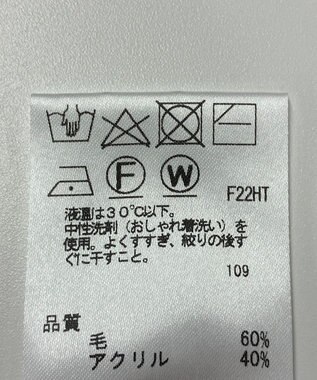 F W F22HT
液温は30℃以下。
中性洗剤（おしゃれ着洗い）を
使用。よくすすぎ、絞りの後す
ぐに干すこと。
109
品質
毛 60%
アクリル 40%